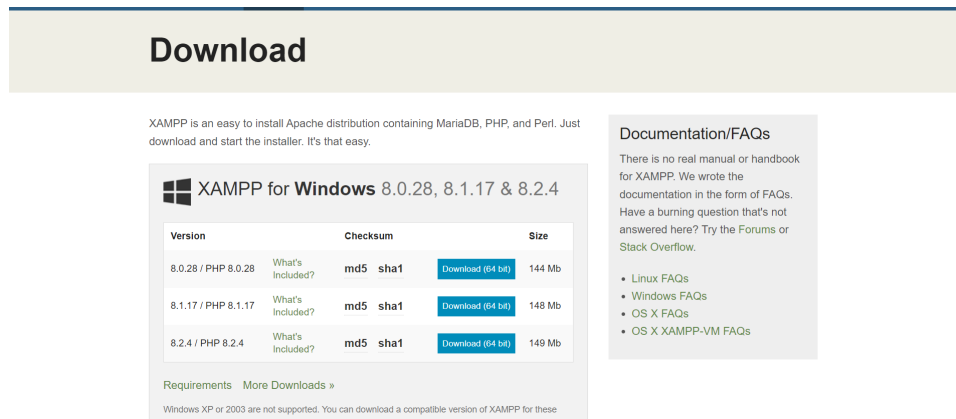 Download
XAMPP is an easy to install Apache distribution containing MariaDB, PHP, and Perl. Just
download and start the installer. It's that easy.
XAMPP for Windows 8.0.28, 8.1.17 & 8.2.4
Version Checksum Size
8.0.28 / PHP 8.0.28 What's Included? md5 sha1 Download (64 bit) 144 Mb
8.1.17 / PHP 8.1.17 What's Included? md5 sha1 Download (64 bit) 148 Mb
8.2.4 / PHP 8.2.4 What's Included? md5 sha1 Download (64 bit) 149 Mb
Requirements More Downloads »
Windows XP or 2003 are not supported. You can download a compatible version of XAMPP for these
Documentation/FAQs
There is no real manual or handbook
for XAMPP. We wrote the
documentation in the form of FAQs.
Have a burning question that's not
answered here? Try the Forums or
Stack Overflow.
• Linux FAQs
• Windows FAQs
• OS X FAQs
• OS X XAMPP-VM FAQs